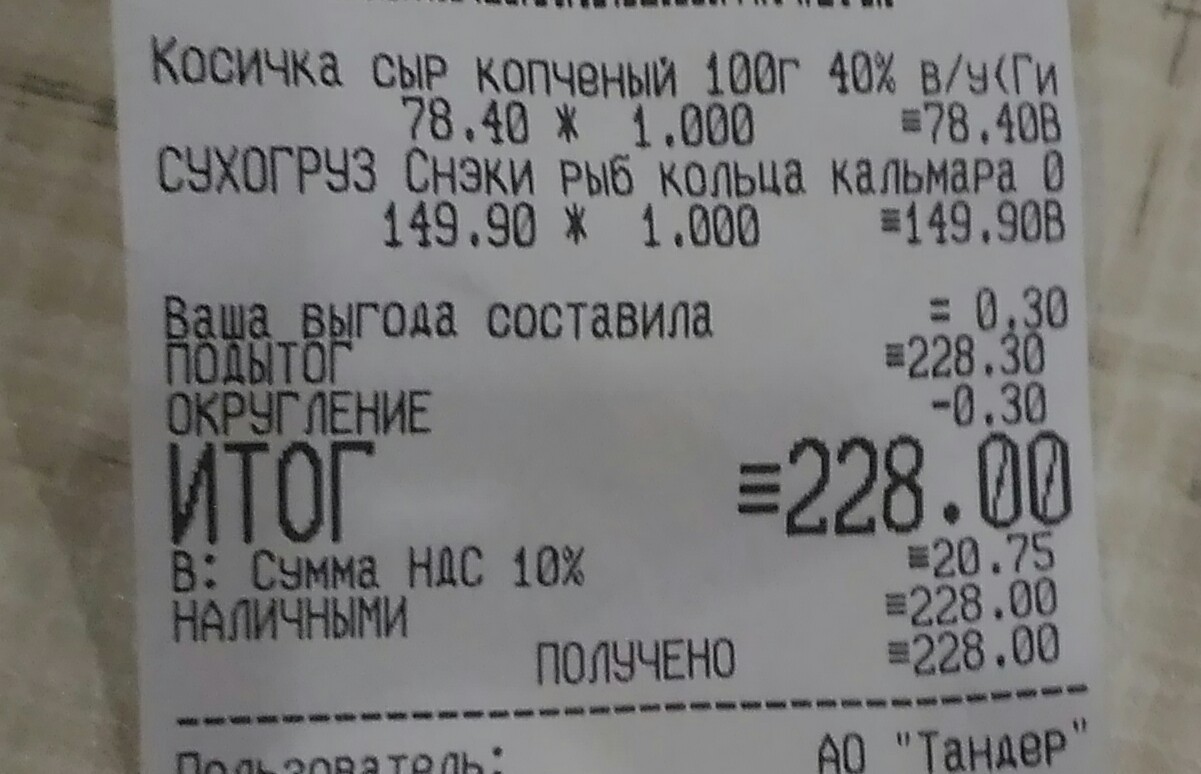 Косичка сыр копченый 100г 40% в/у(Ги
78.40 * 1.000 ≡78.40В
СУХОГРУЗ Снэки рыб кольца кальмара 0
149.90 * 1.000 ≡149.90В
Ваша выгода составила = 0,30
ПОДЫТОГ ≡228.30
ОКРУГЛЕНИЕ -0.30
ИТОГ ≡228.00
В: Сумма НДС 10% ≡20.75
НАЛИЧНЫМИ ≡228.00
ПОЛУЧЕНО ≡228.00
Пользователь: АО "Тандер"